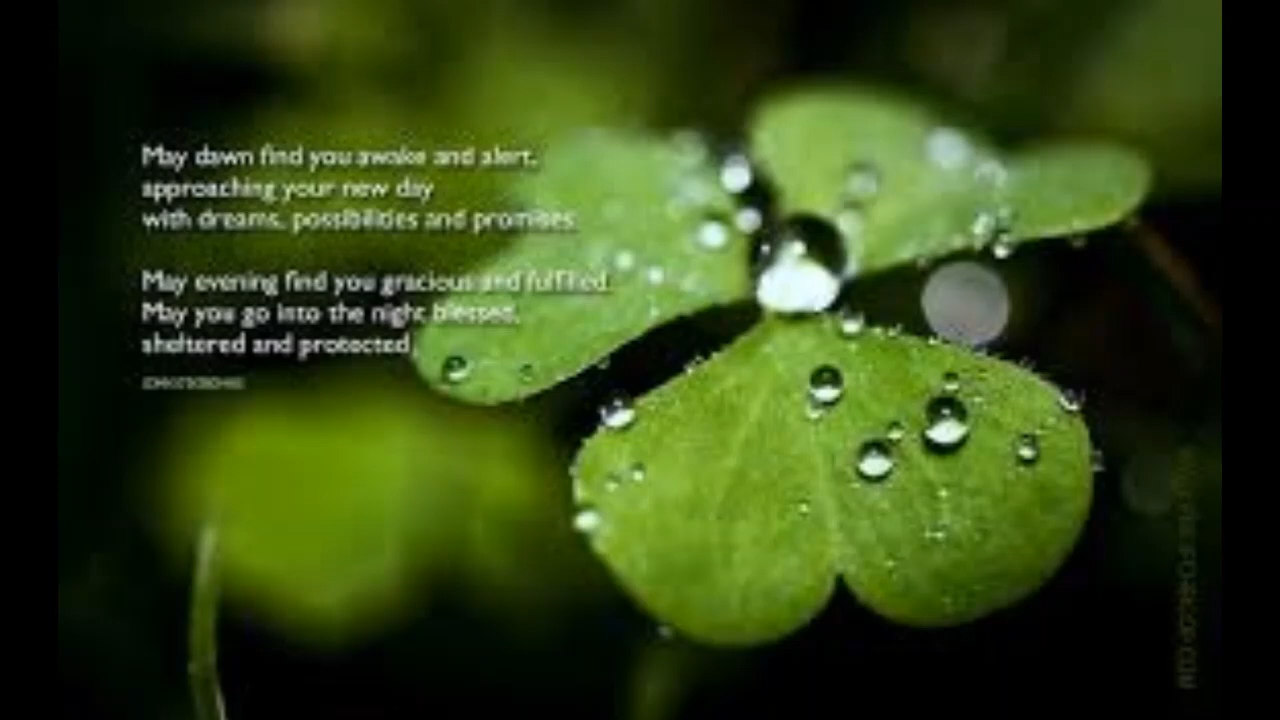 May dawn find you awake and alert,
approaching your new day
with dreams, possibilities and promises.
May evening find you gracious and fulfilled.
May you go into the night blessed,
sheltered and protected